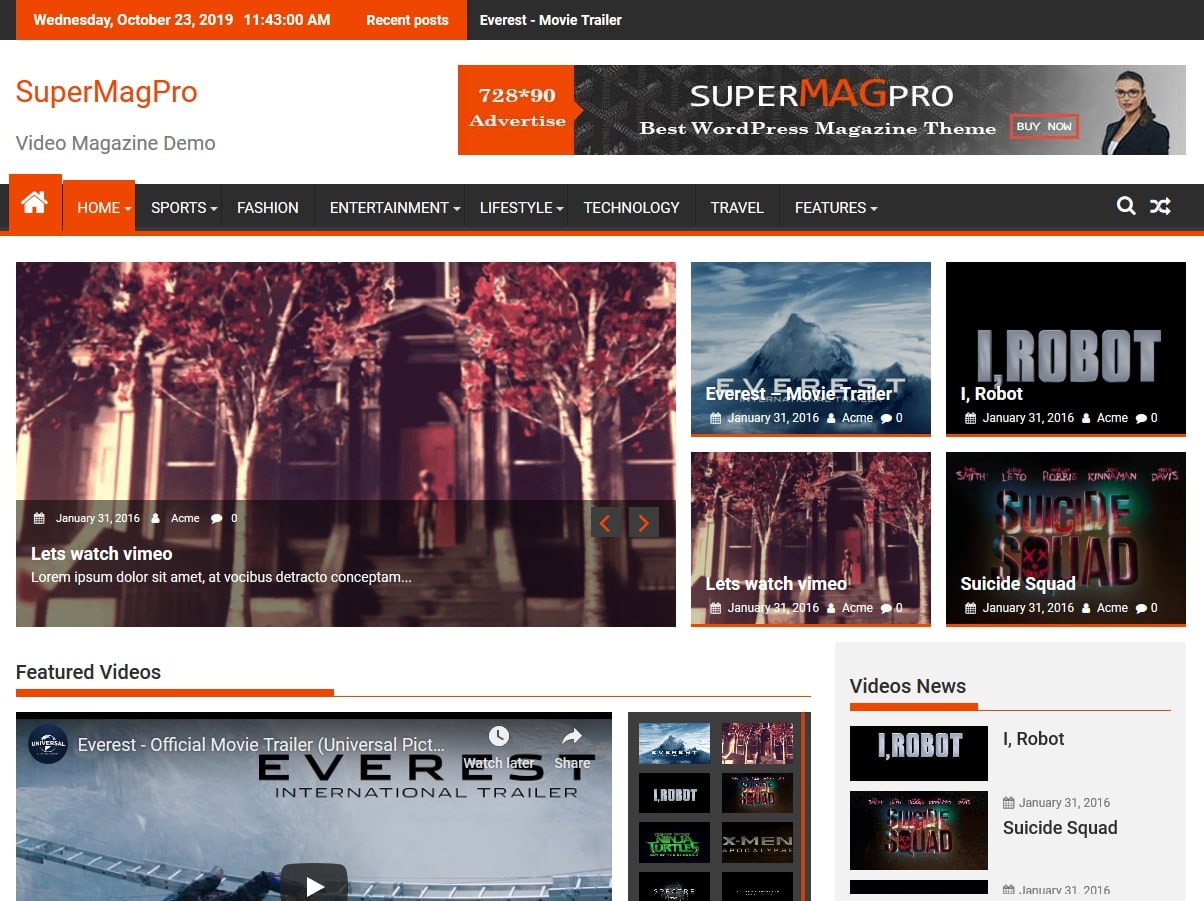 Wednesday, October 23, 2019 11:43:00 AM Recent posts Everest - Movie Trailer
SuperMagPro
Video Magazine Demo
728*90
Advertise
SUPERMAGPRO
Best WordPress Magazine Theme
BUY NOW
HOME SPORTS FASHION ENTERTAINMENT LIFESTYLE TECHNOLOGY TRAVEL FEATURES
January 31, 2016 Acme 0
Lets watch vimeo
Lorem ipsum dolor sit amet, at vocibus detracto conceptam...
EVEREST
Everest – Movie Trailer
January 31, 2016 Acme 0
I,ROBOT
I, Robot
January 31, 2016 Acme 0
Lets watch vimeo
January 31, 2016 Acme 0
SMITH LETO ROBBIE KINNAMAN DAVIS
SUICIDE
SQUAD
Suicide Squad
January 31, 2016 Acme 0
Featured Videos
UNIVERSAL
Everest - Official Movie Trailer (Universal Pict...
Watch later Share
EVEREST
INTERNATIONAL TRAILER
EVEREST
I,ROBOT
SUICIDE
SQUAD
NINJA
TURTLES
X-MEN
APOCALYPSE
SPECTRE
Videos News
I,ROBOT
I, Robot
SUICIDE
SQUAD
January 31, 2016
Suicide Squad
January 31, 2016